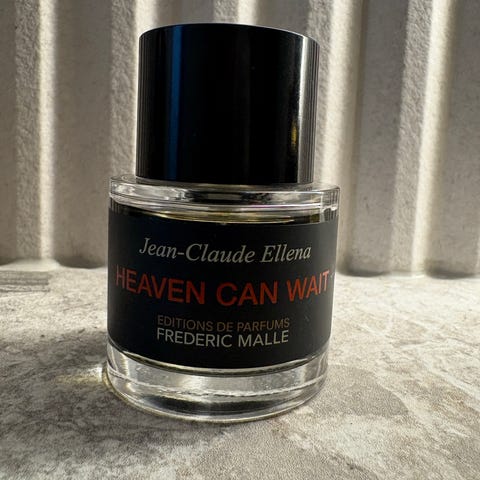 Jean-Claude Ellena
HEAVEN CAN WAIT
EDITIONS DE PARFUMS
FREDERIC MALLE